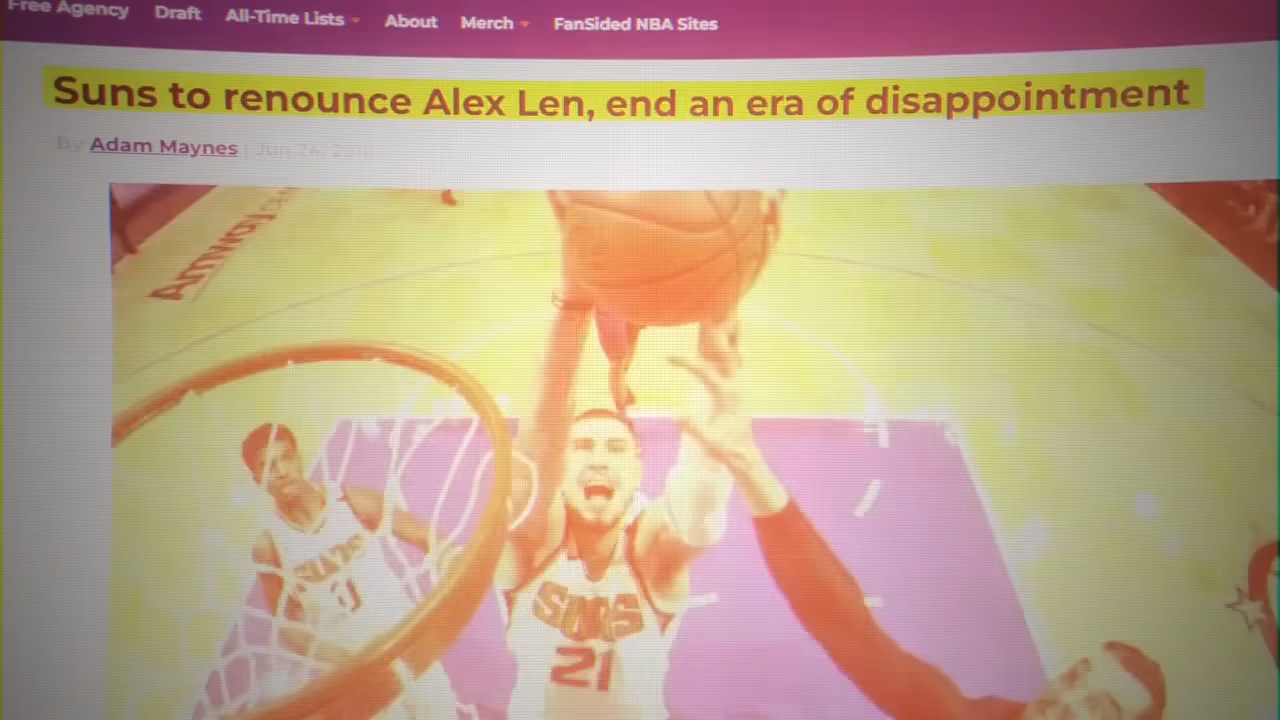 Free Agency Draft All-Time Lists About Merch FanSided NBA Sites
Suns to renounce Alex Len, end an era of disappointment
By Adam Maynes
Amway
SUNS
21